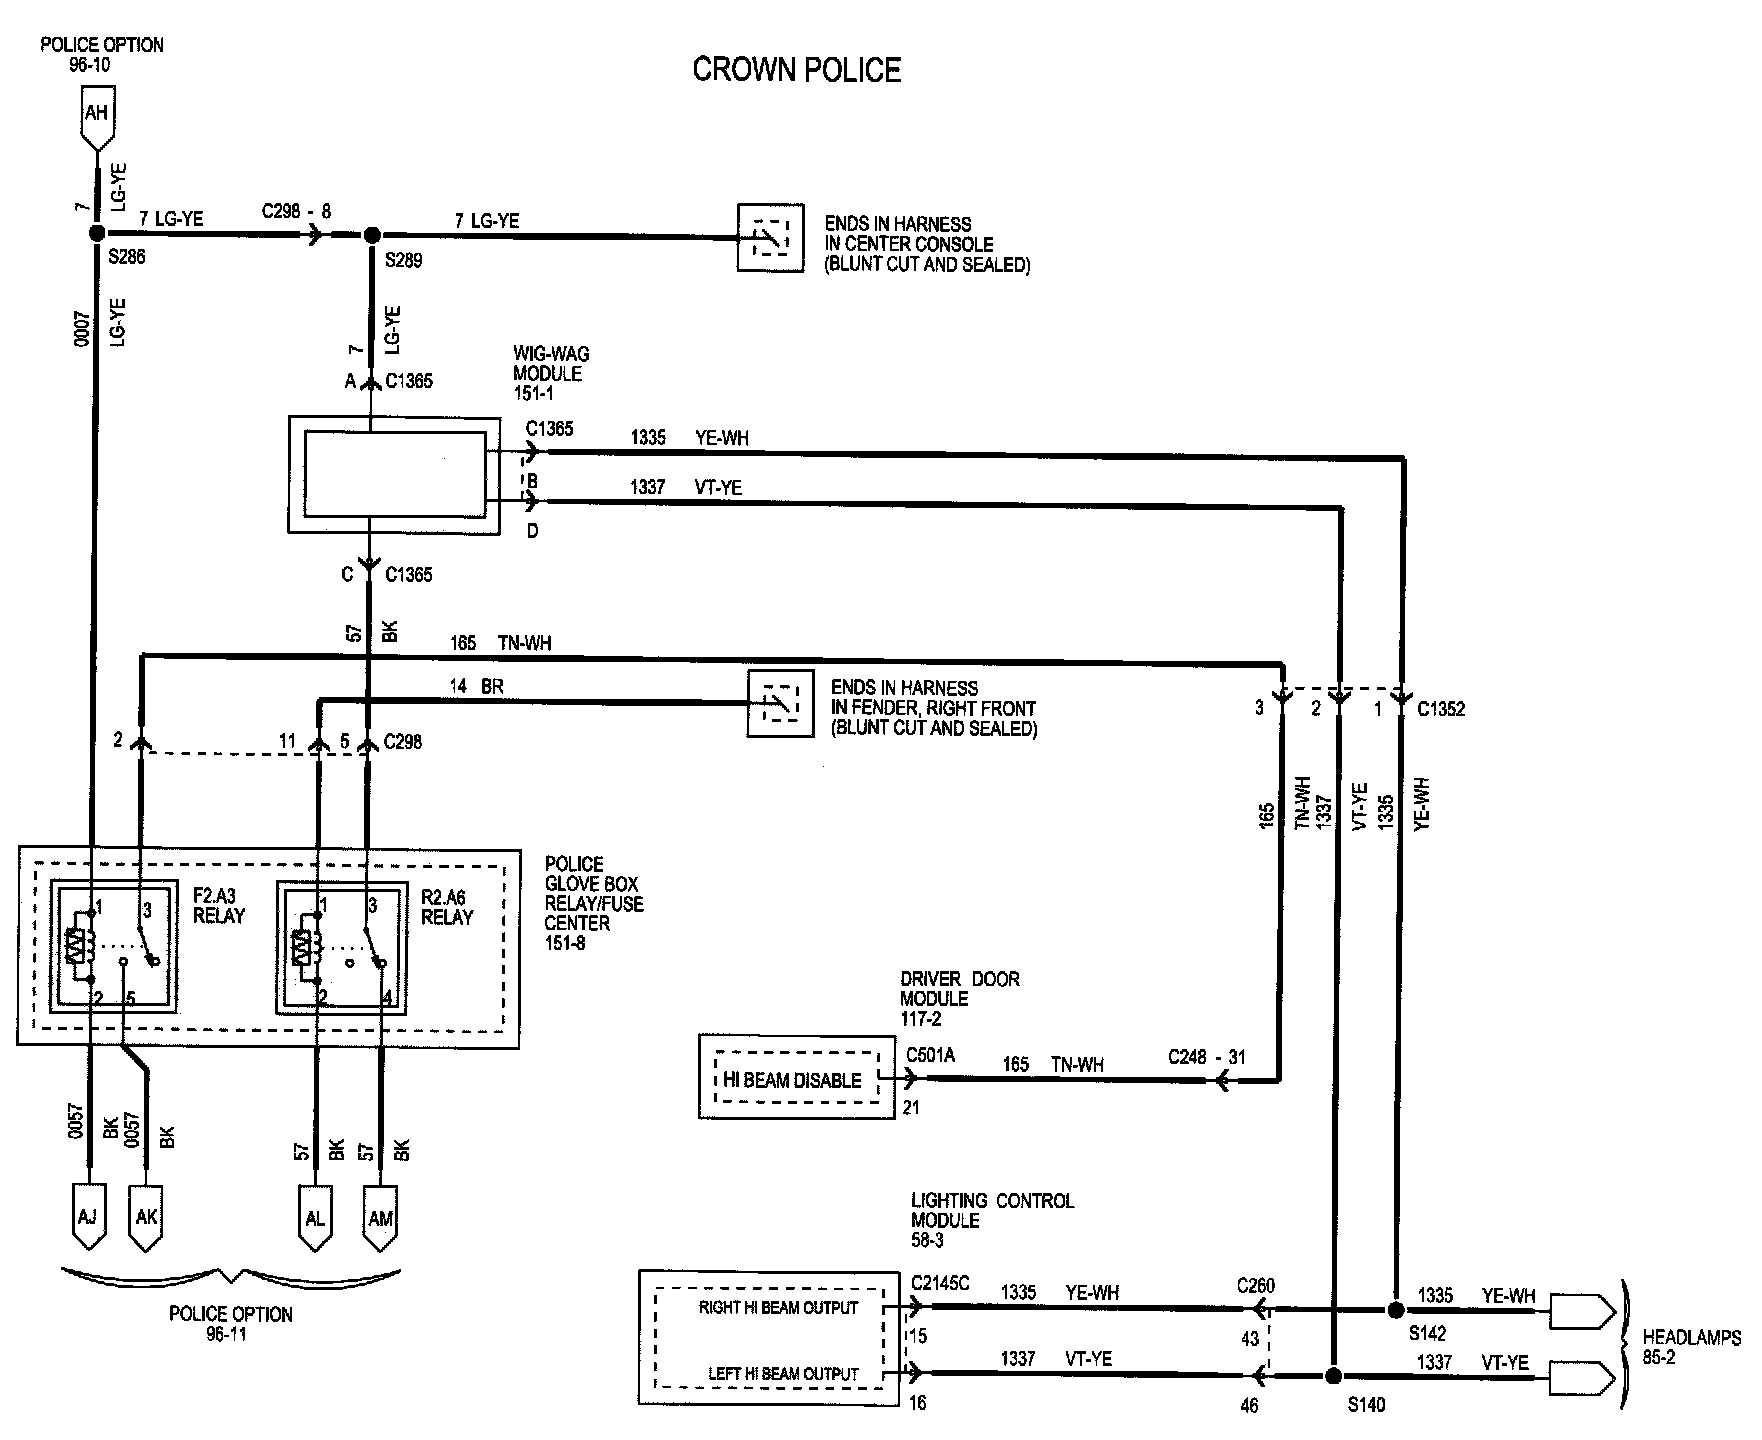 POLICE OPTION
96-10
CROWN POLICE
AH
7
LG-YE
7 LG-YE
C298 - 8
7 LG-YE
ENDS IN HARNESS
IN CENTER CONSOLE
(BLUNT CUT AND SEALED)
S286
S289
0007
LG-YE
7
LG-YE
WIG-WAG
MODULE
151-1
A
C1365
C1365
1335 YE-WH
B
1337 VT-YE
D
C
C1365
57
BK
165 TN-WH
14 BR
ENDS IN HARNESS
IN FENDER, RIGHT FRONT
(BLUNT CUT AND SEALED)
3
2
1
C1352
2
11
5
C298
165
TN-WH
1337
VT-YE
1335
YE-WH
POLICE
GLOVE BOX
RELAY/FUSE
CENTER
151-8
F2.A3
RELAY
R2.A6
RELAY
1
3
1
3
2
5
2
4
DRIVER DOOR
MODULE
117-2
HI BEAM DISABLE
C501A
21
165 TN-WH
C248 - 31
0057
BK
0057
BK
57
BK
57
BK
AJ
AK
AL
AM
POLICE OPTION
96-11
LIGHTING CONTROL
MODULE
58-3
RIGHT HI BEAM OUTPUT
C2145C
15
1335 YE-WH
C260
43
1335 YE-WH
S142
LEFT HI BEAM OUTPUT
16
1337 VT-YE
46
1337 VT-YE
S140
HEADLAMPS
85-2